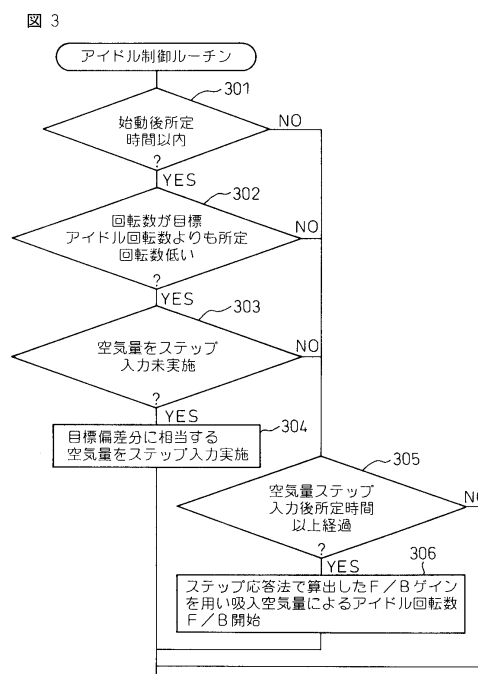 図 3
アイドル制御ルーチン
301
始動後所定
時間以内
?
NO
YES
302
回転数が目標
アイドル回転数よりも所定
回転数低い
?
NO
YES
303
空気量をステップ
入力未実施
?
NO
YES
304
目標偏差分に相当する
空気量をステップ入力実施
305
空気量ステップ
入力後所定時間
以上経過
?
YES
306
ステップ応答法で算出したF/Bゲイン
を用い吸入空気量によるアイドル回転数
F/B開始